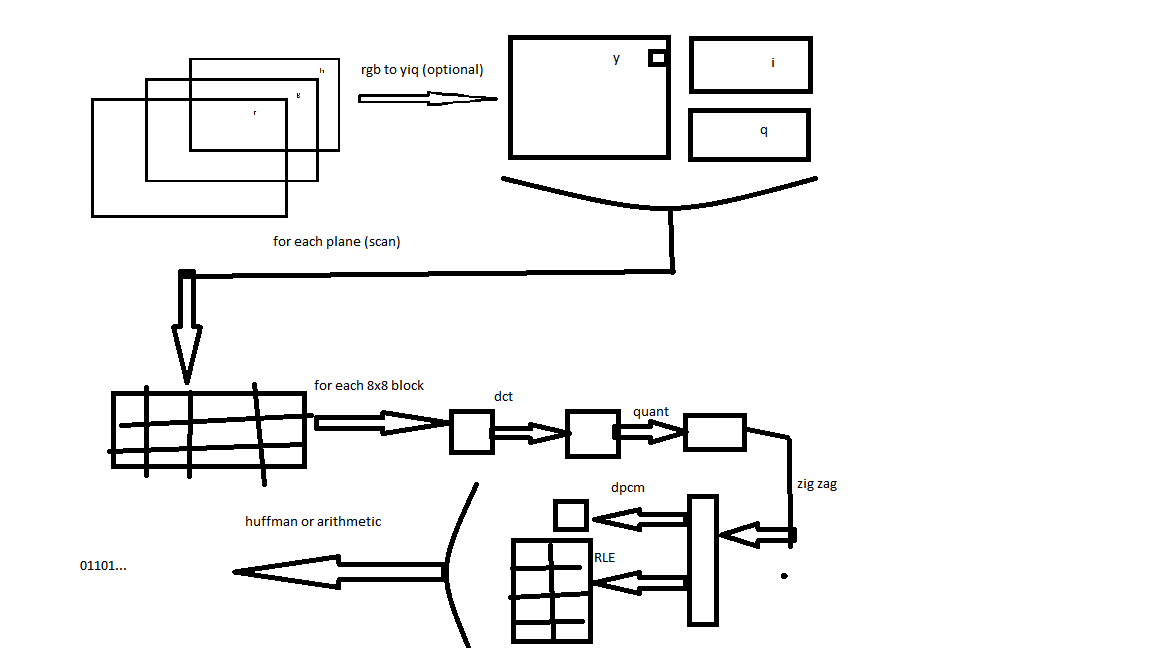 rgb to yiq (optional)
y
i
g
r
q
for each plane (scan)
for each 8x8 block
dct
quant
zig zag
dpcm
huffman or arithmetic
RLE
01101...